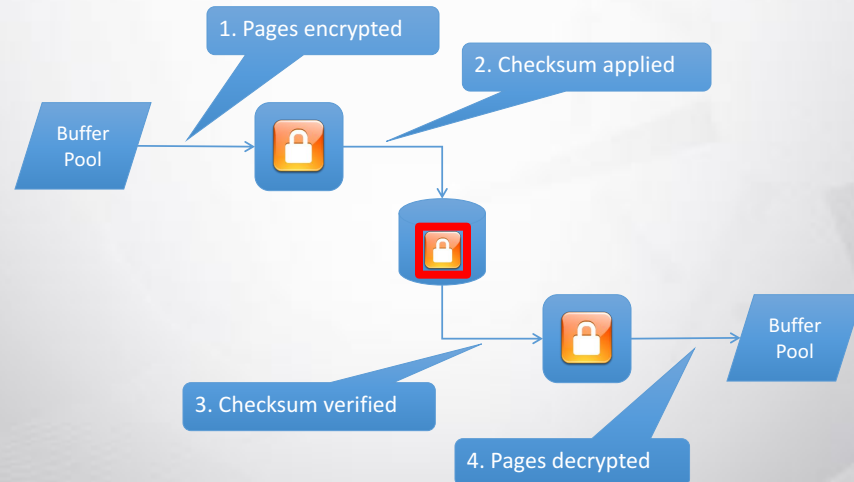 1. Pages encrypted
2. Checksum applied
Buffer
Pool
Buffer
Pool
3. Checksum verified
4. Pages decrypted